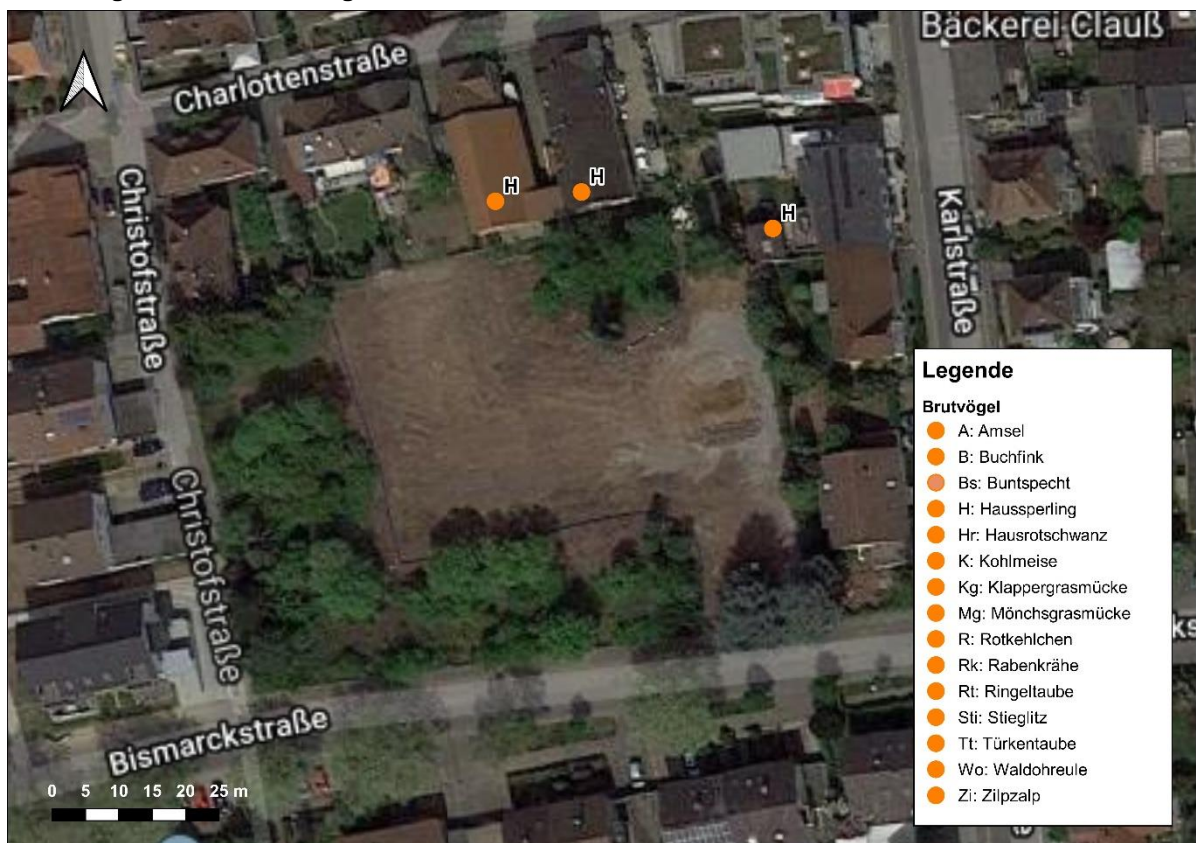 Bäckerei Clauß
Charlottenstraße
Christofstraße
H
H
H
Karlstraße
Christofstraße
Bismarckstraße
0 5 10 15 20 25 m
Legende
Brutvögel
A: Amsel
B: Buchfink
Bs: Buntspecht
H: Haussperling
Hr: Hausrotschwanz
K: Kohlmeise
Kg: Klappergrasmücke
Mg: Mönchsgrasmücke
R: Rotkehlchen
Rk: Rabenkrähe
Rt: Ringeltaube
Sti: Stieglitz
Tt: Türkentaube
Wo: Waldohreule
Zi: Zilpzalp